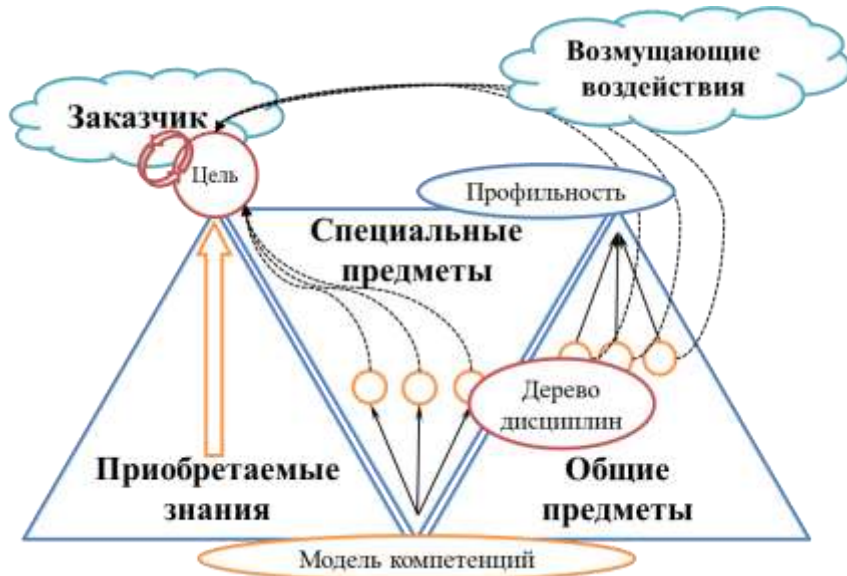 Возмущающие
воздействия
Заказчик
Цель
Профильность
Специальные
предметы
Дерево
дисциплин
Приобретаемые
знания
Общие
предметы
Модель компетенций